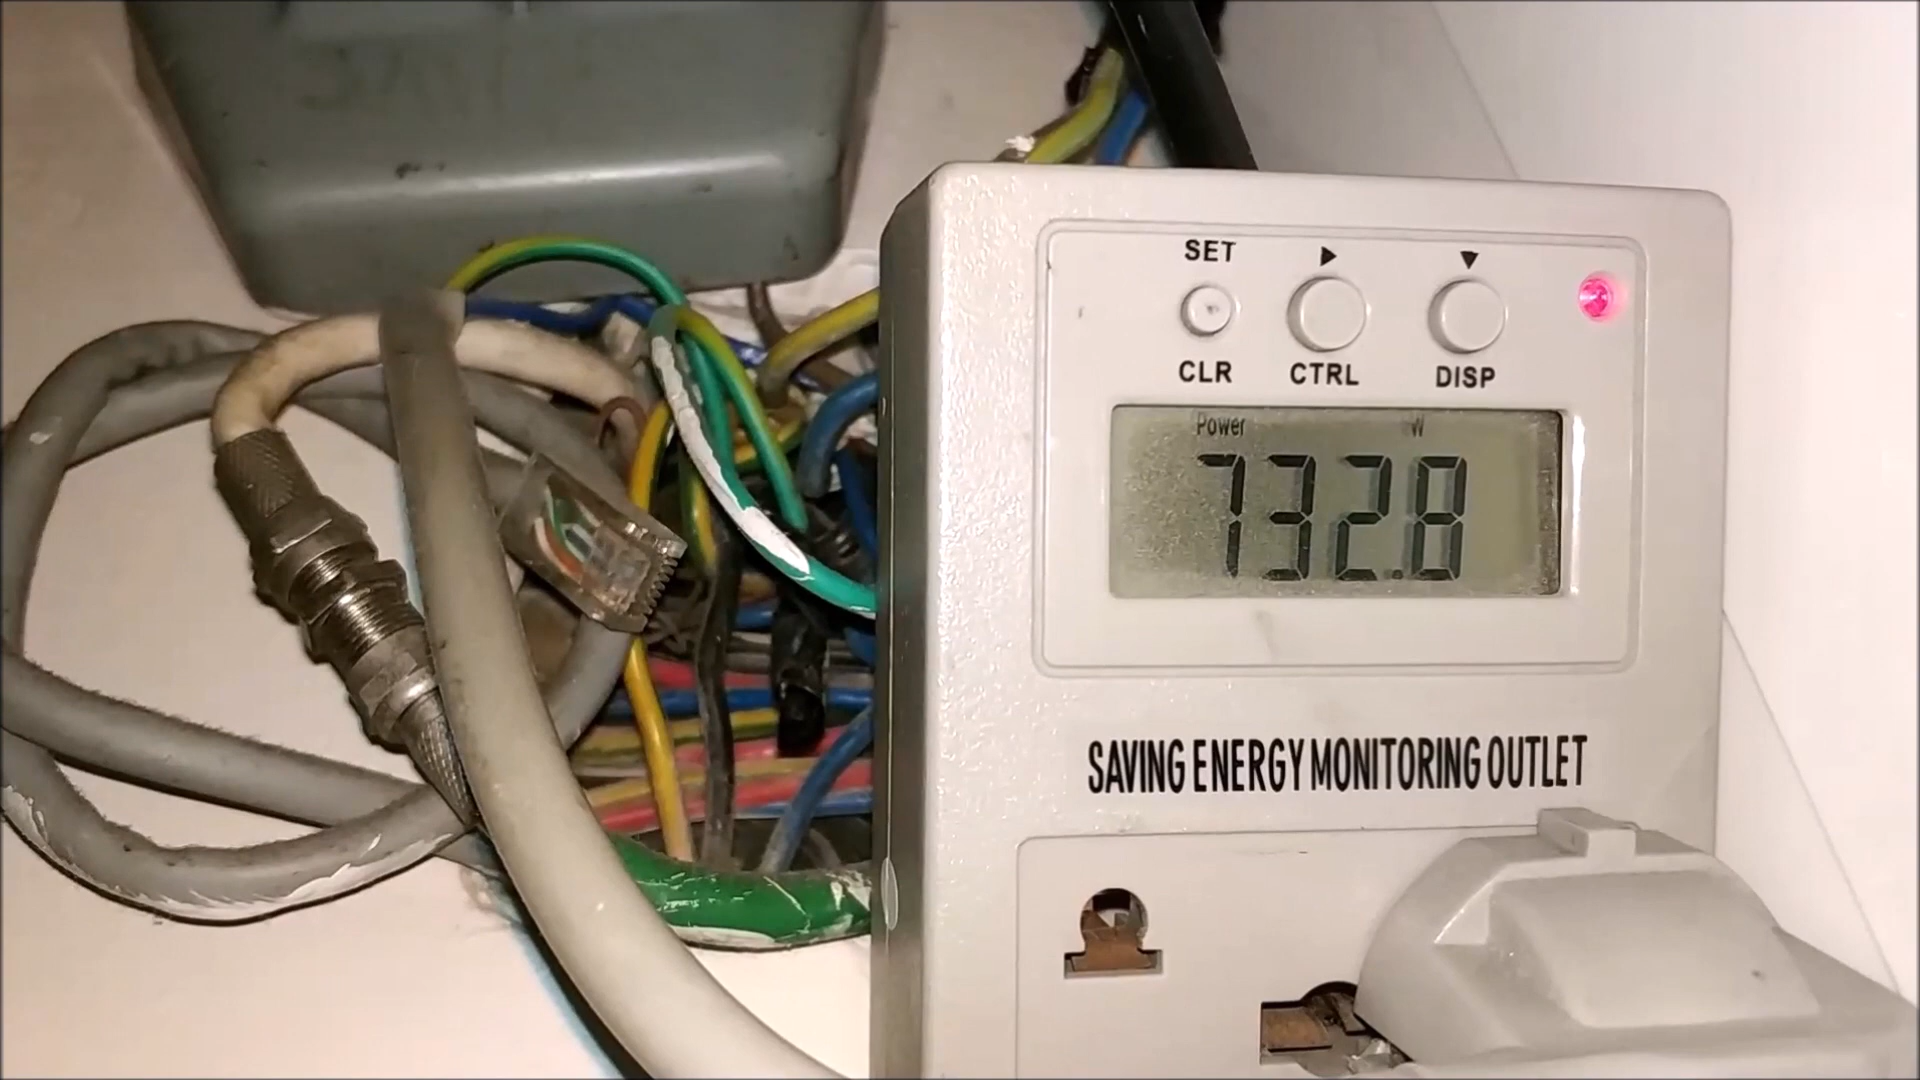 SET ▶ ▼
CLR CTRL DISP
Power W
732.8
SAVING ENERGY MONITORING OUTLET